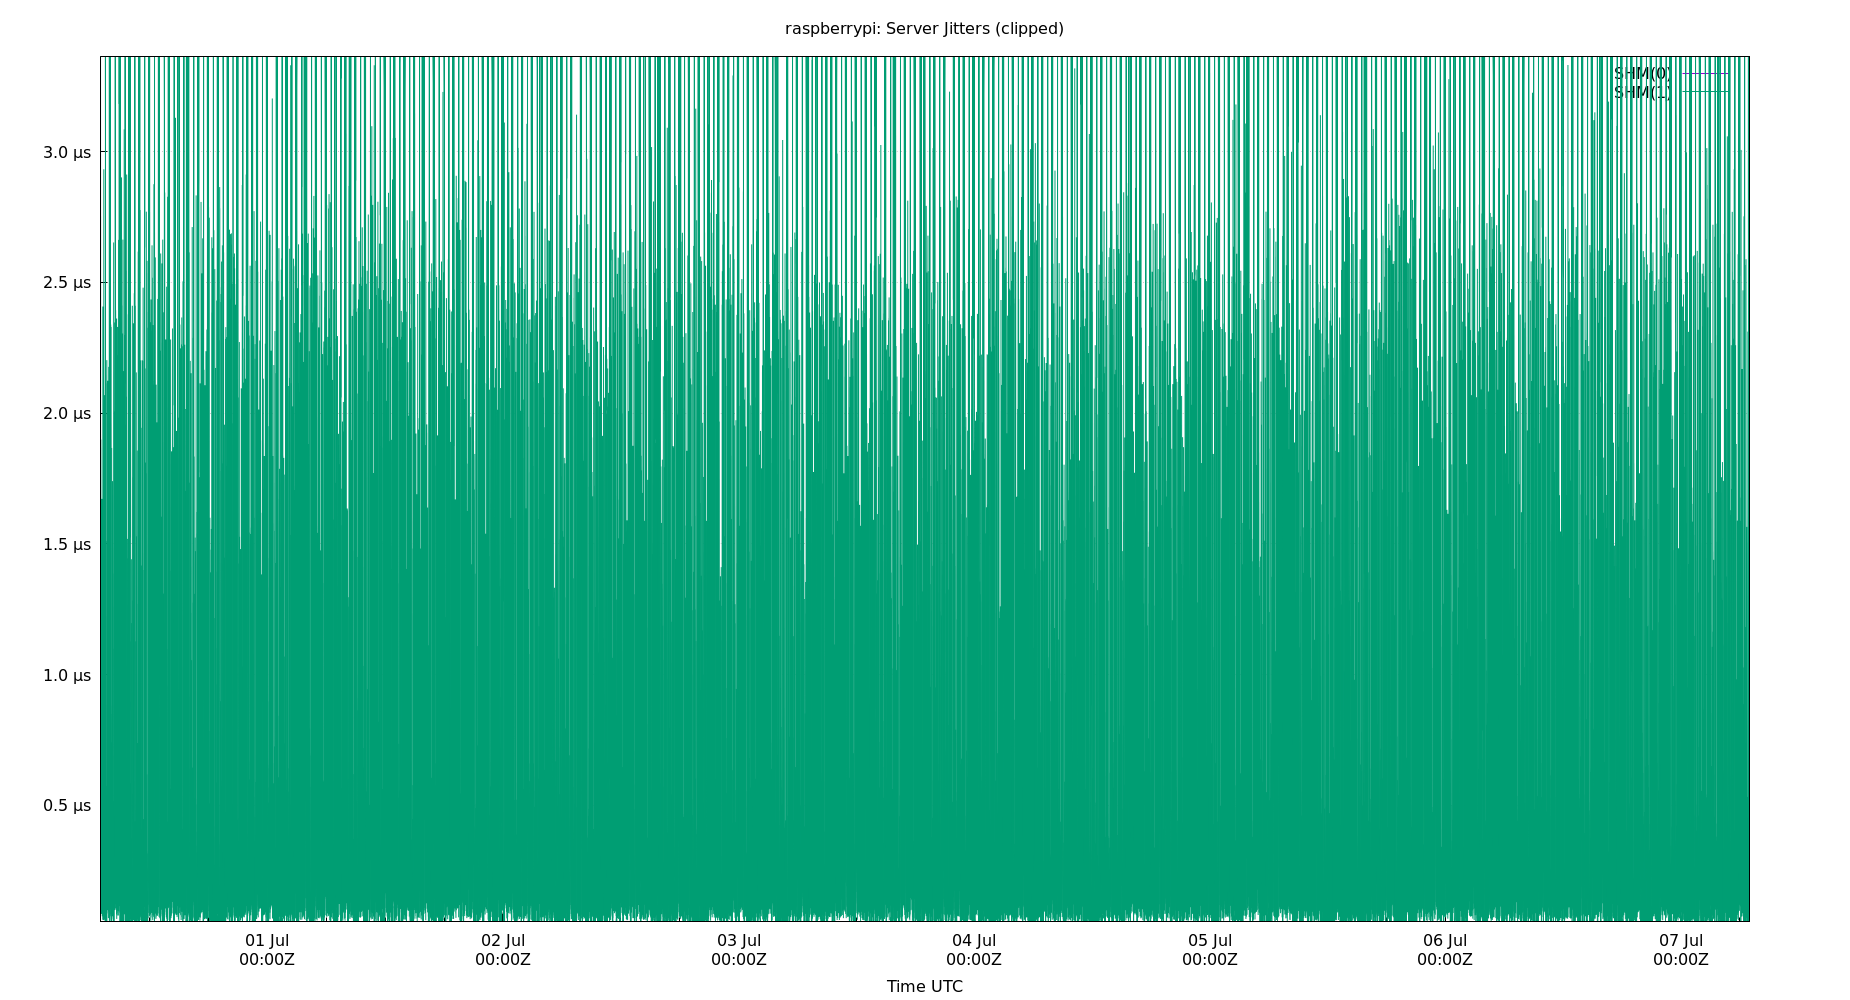 raspberrypi: Server Jitters (clipped)
SHM(0)
SHM(1)
3.0 µs
2.5 µs
2.0 µs
1.5 µs
1.0 µs
0.5 µs
01 Jul 02 Jul 03 Jul 04 Jul 05 Jul 06 Jul 07 Jul
00:00Z 00:00Z 00:00Z 00:00Z 00:00Z 00:00Z 00:00Z
Time UTC